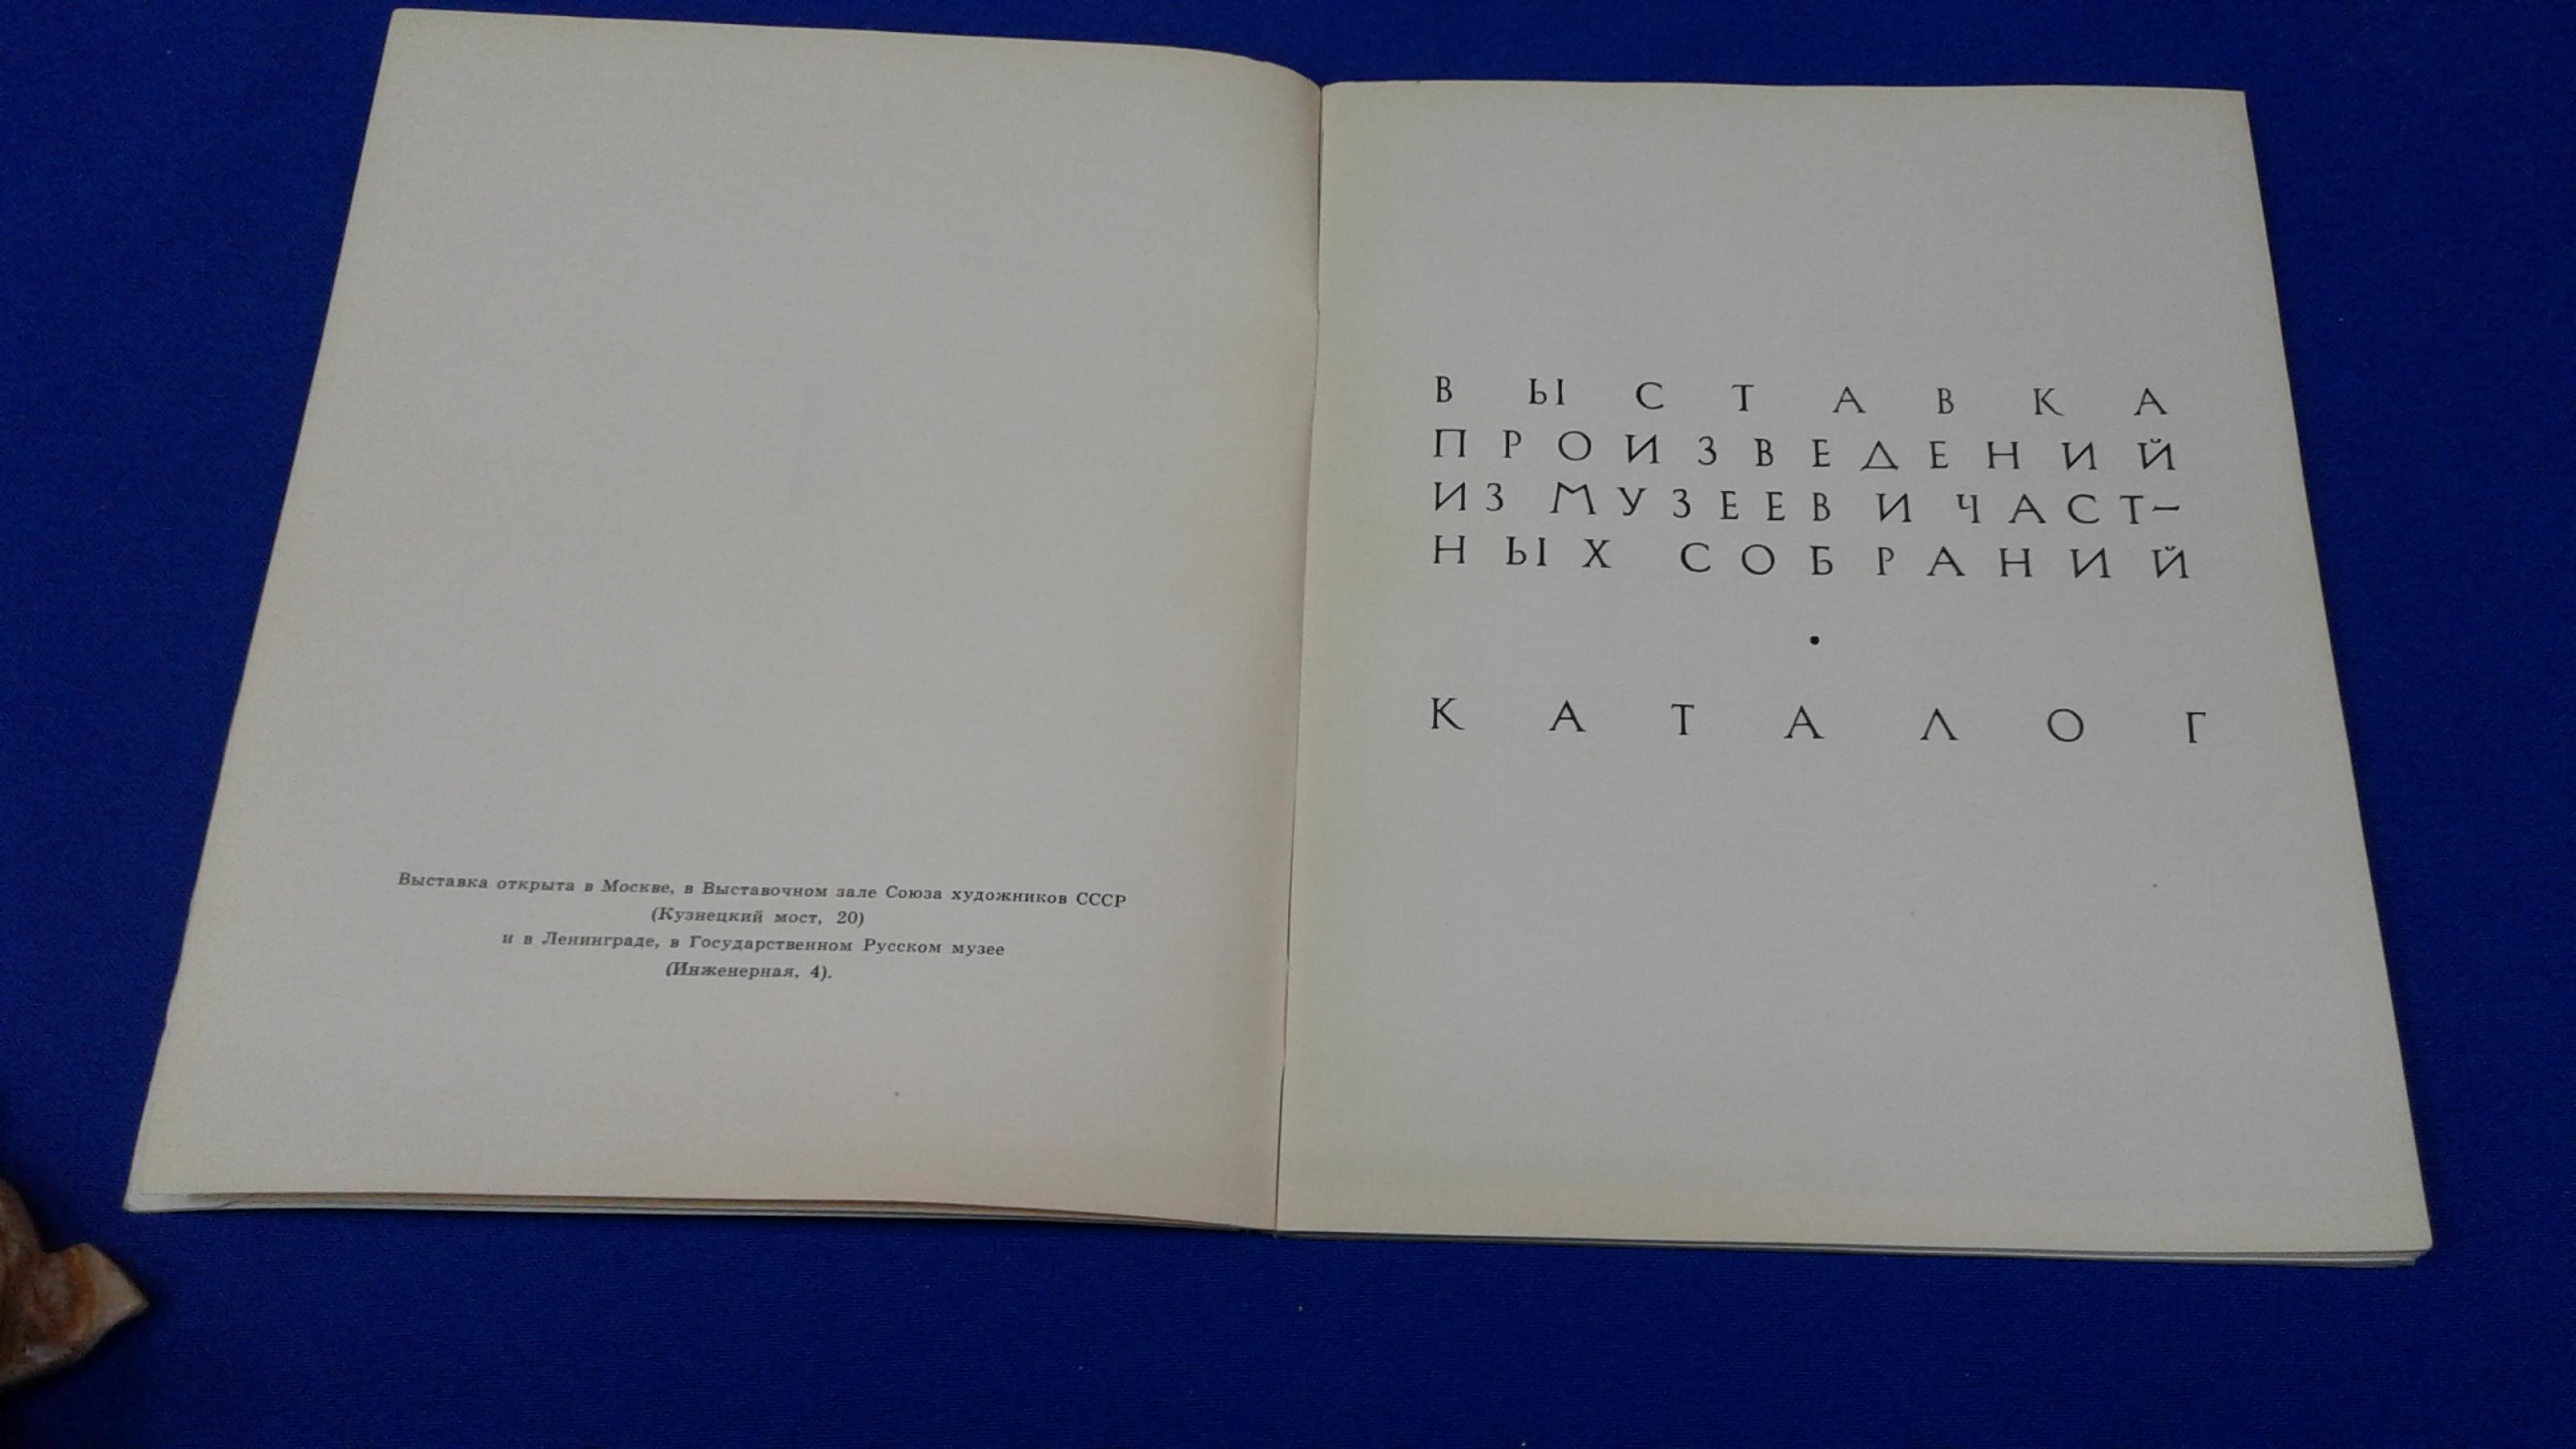 Выставка открыта в Москве, в Выставочном зале Союза художников СССР
(Кузнецкий мост, 20)
и в Ленинграде, в Государственном Русском музее
(Инженерная, 4).
ВЫСТАВКА
ПРОИЗВЕДЕНИЙ
ИЗ МУЗЕЕВ И ЧАСТ-
НЫХ СОБРАНИЙ
•
КАТАЛОГ